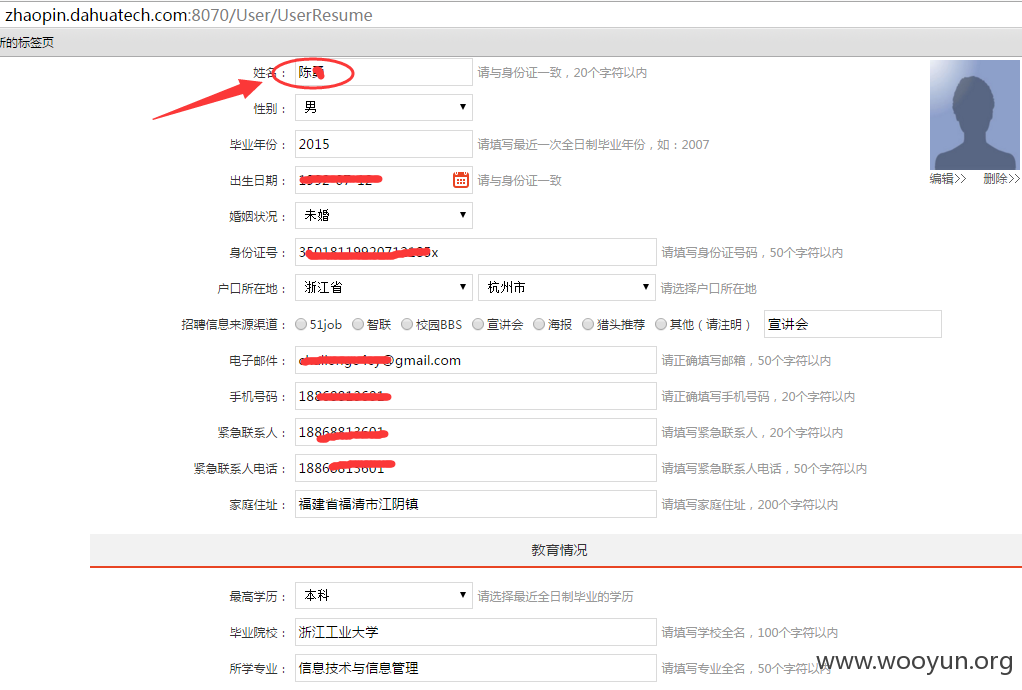 zhaopin.dahuatech.com:8070/User/UserResume
新的标签页
姓名： 陈 请与身份证一致，20个字符以内
性别： 男
毕业年份： 2015 请填写最近一次全日制毕业年份，如：2007
编辑>> 删除>>
出生日期： 请与身份证一致
婚姻状况： 未婚
身份证号： 请填写身份证号码，50个字符以内
户口所在地： 浙江省 杭州市 请选择户口所在地
招聘信息来源渠道： 51job 智联 校园BBS 宣讲会 海报 猎头推荐 其他（请注明） 宣讲会
电子邮件： @gmail.com 请正确填写邮箱，50个字符以内
手机号码： 请正确填写手机号码，20个字符以内
紧急联系人： 请填写紧急联系人，20个字符以内
紧急联系人电话： 请填写紧急联系人电话，50个字符以内
家庭住址： 福建省福清市江阴镇 请填写家庭住址，200个字符以内
教育情况
最高学历： 本科 请选择最近全日制毕业的学历
毕业院校： 浙江工业大学 请填写学校全名，100个字符以内
所学专业： 信息技术与信息管理 请填写专业全名，50个字符以内
www.wooyun.org